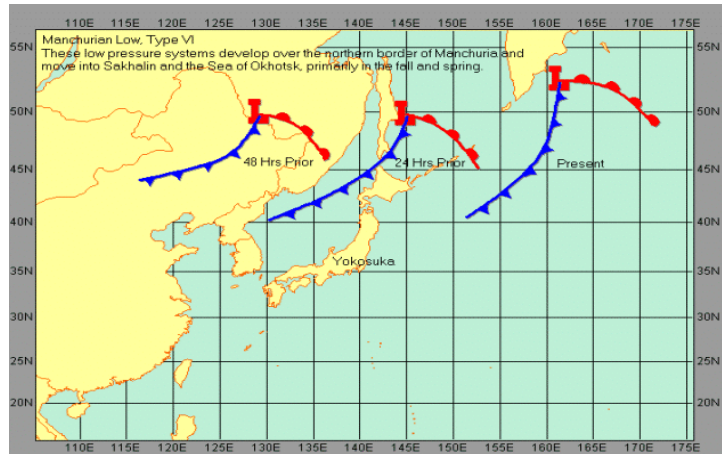 110E 115E 120E 125E 130E 135E 140E 145E 150E 155E 160E 165E 170E 175E
Manchurian Low, Type VI
These low pressure systems develop over the northern border of Manchuria and
move into Sakhalin and the Sea of Okhotsk, primarily in the fall and spring.
55N 55N
L L L
50N 50N
48 Hrs Prior 24 Hrs Prior Present
45N 45N
40N 40N
Yokosuka
35N 35N
30N 30N
25N 25N
20N 20N
110E 115E 120E 125E 130E 135E 140E 145E 150E 155E 160E 165E 170E 175E